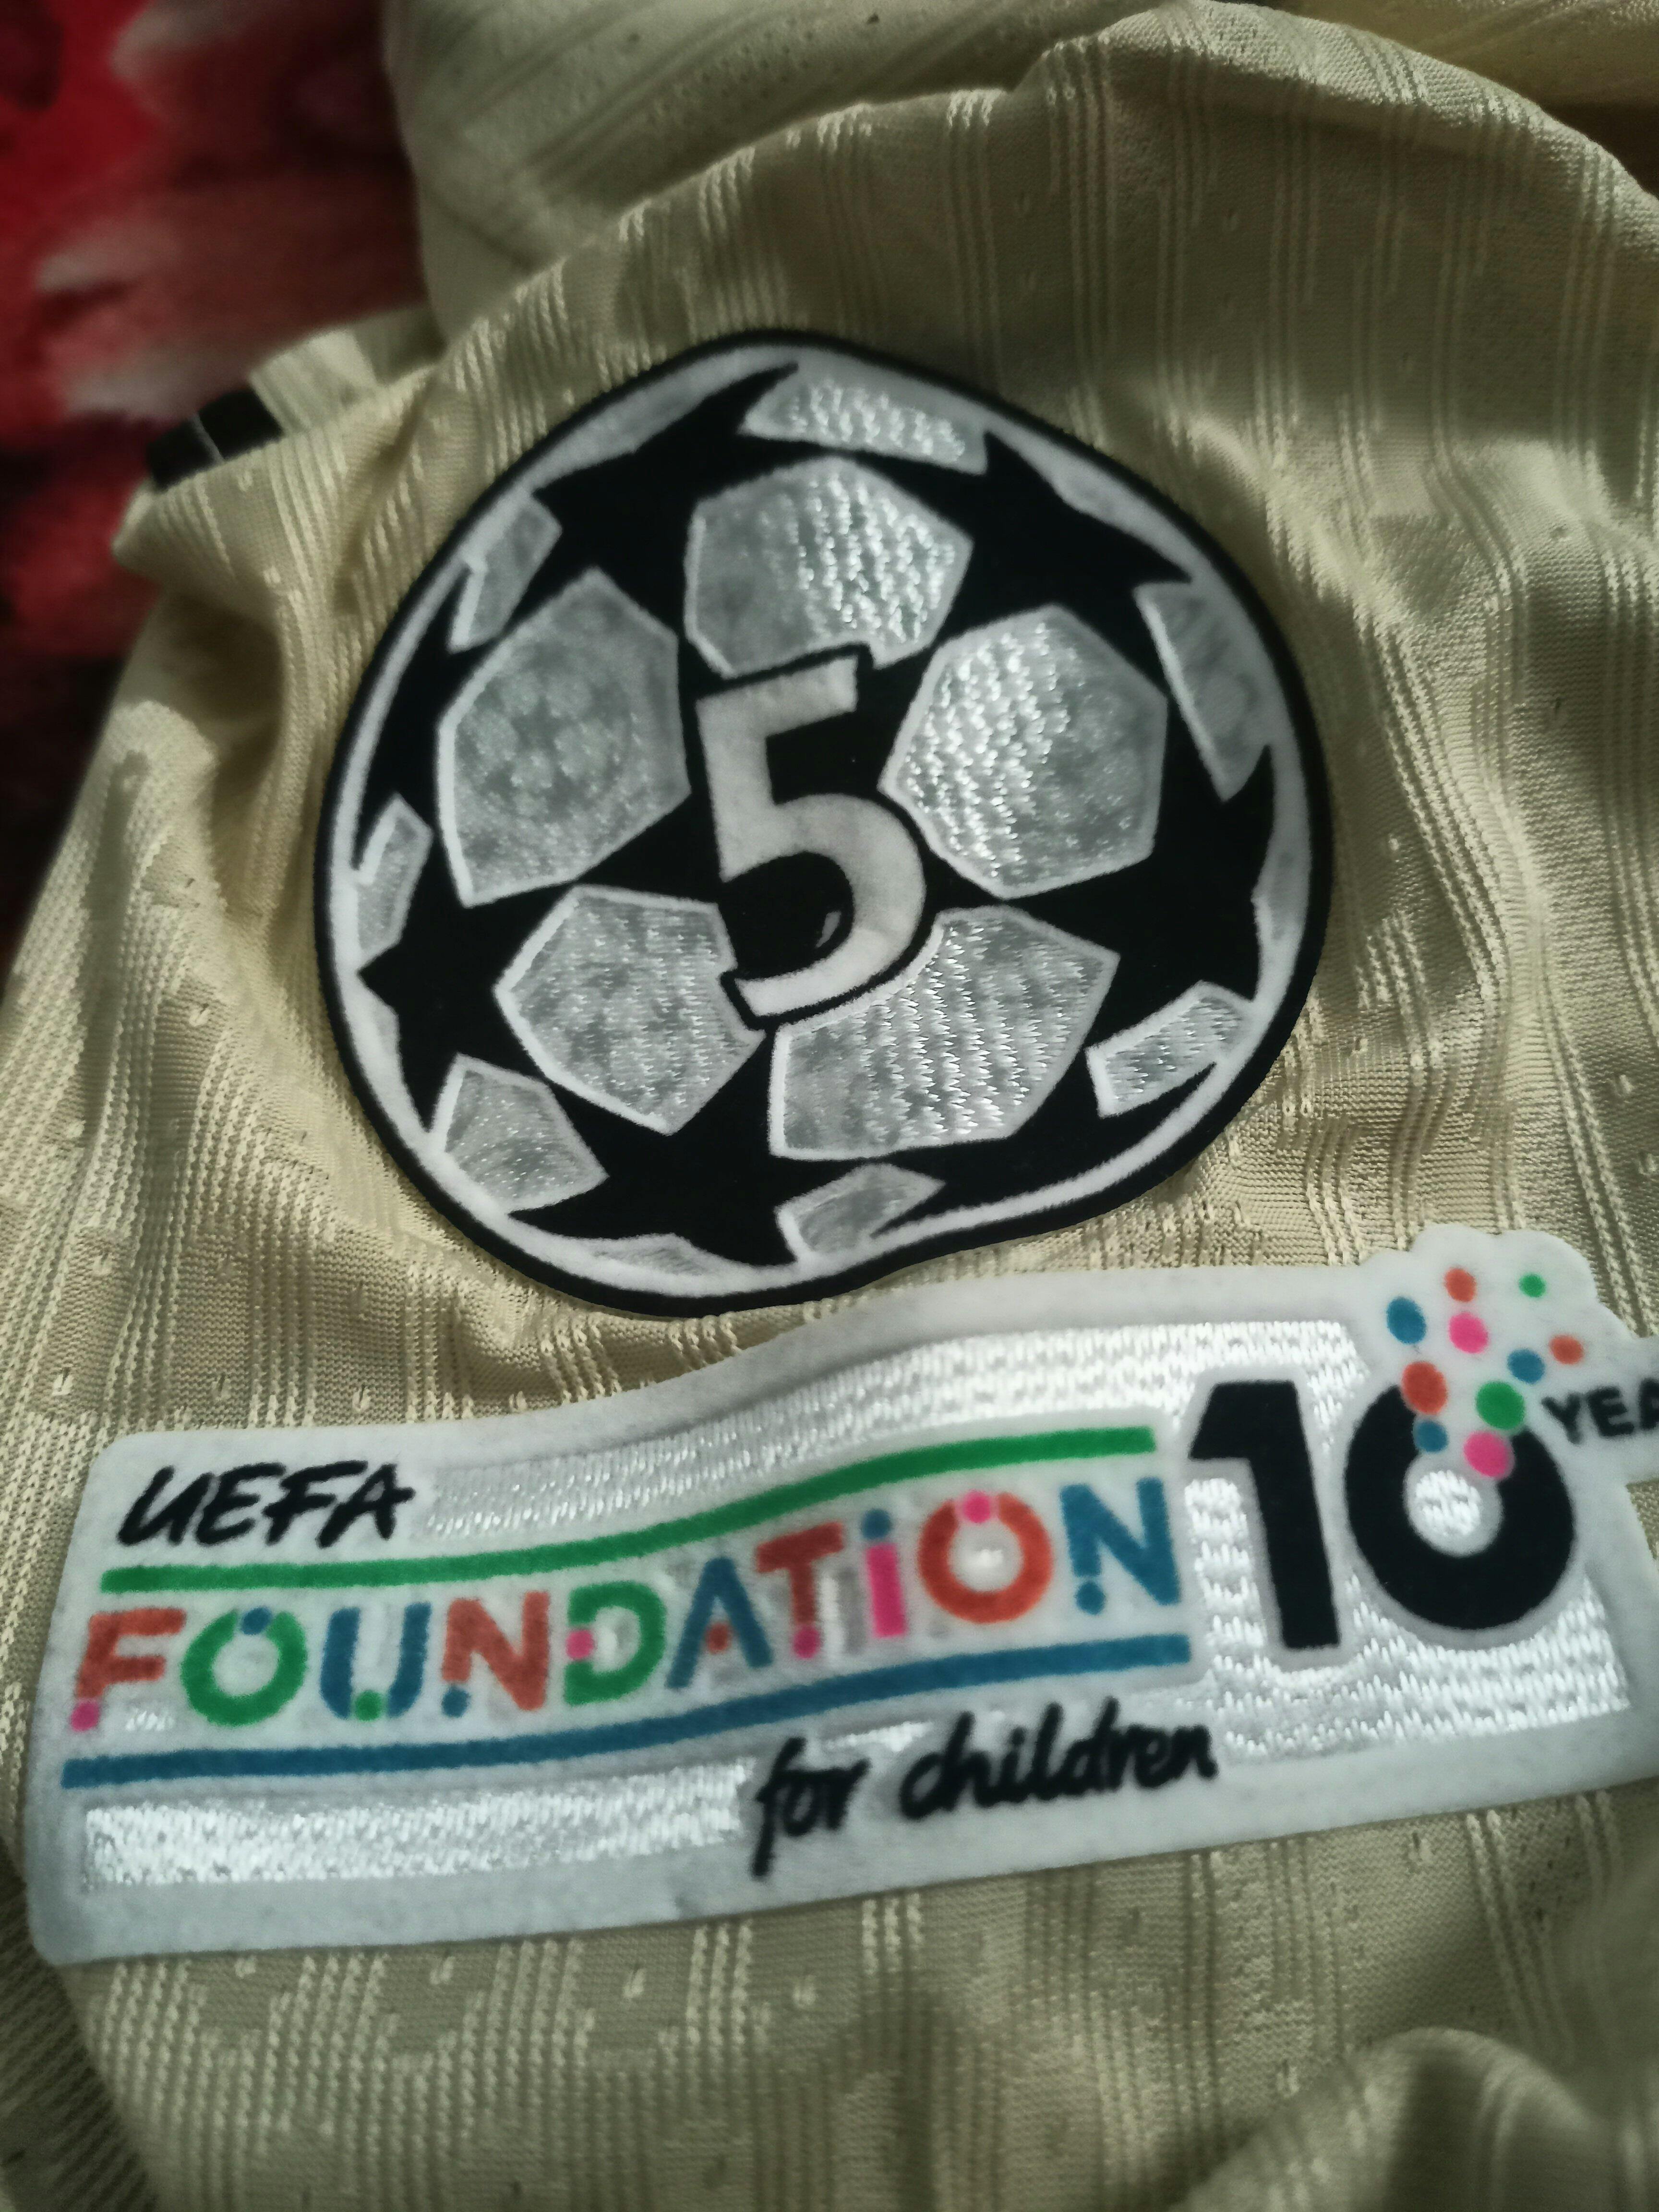 5
UEFA
FOUNDATION
for children
10